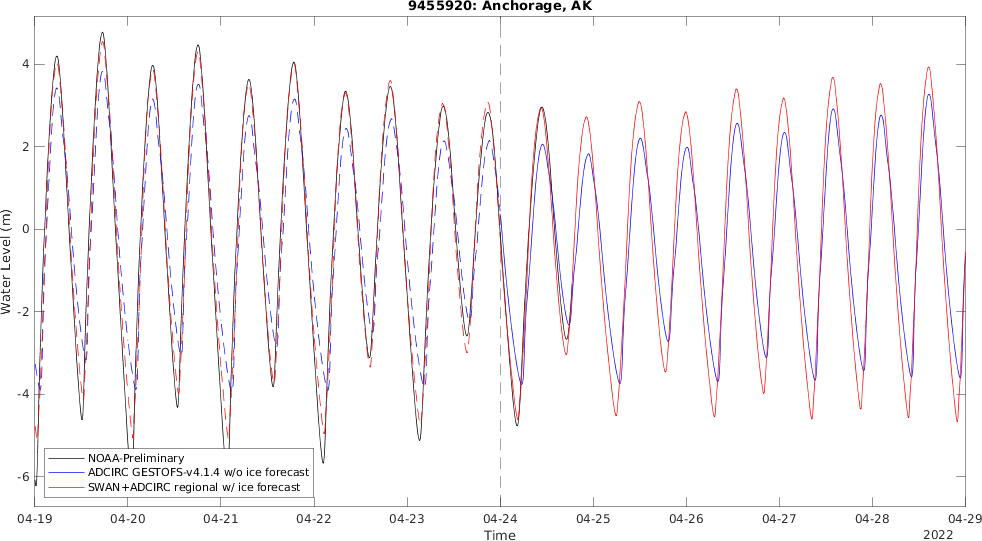 9455920: Anchorage, AK
Water Level (m)
4
2
0
-2
-4
-6
NOAA-Preliminary
ADCIRC GESTOFS-v4.1.4 w/o ice forecast
SWAN+ADCIRC regional w/ ice forecast
04-19 04-20 04-21 04-22 04-23 04-24 04-25 04-26 04-27 04-28 04-29
Time
2022